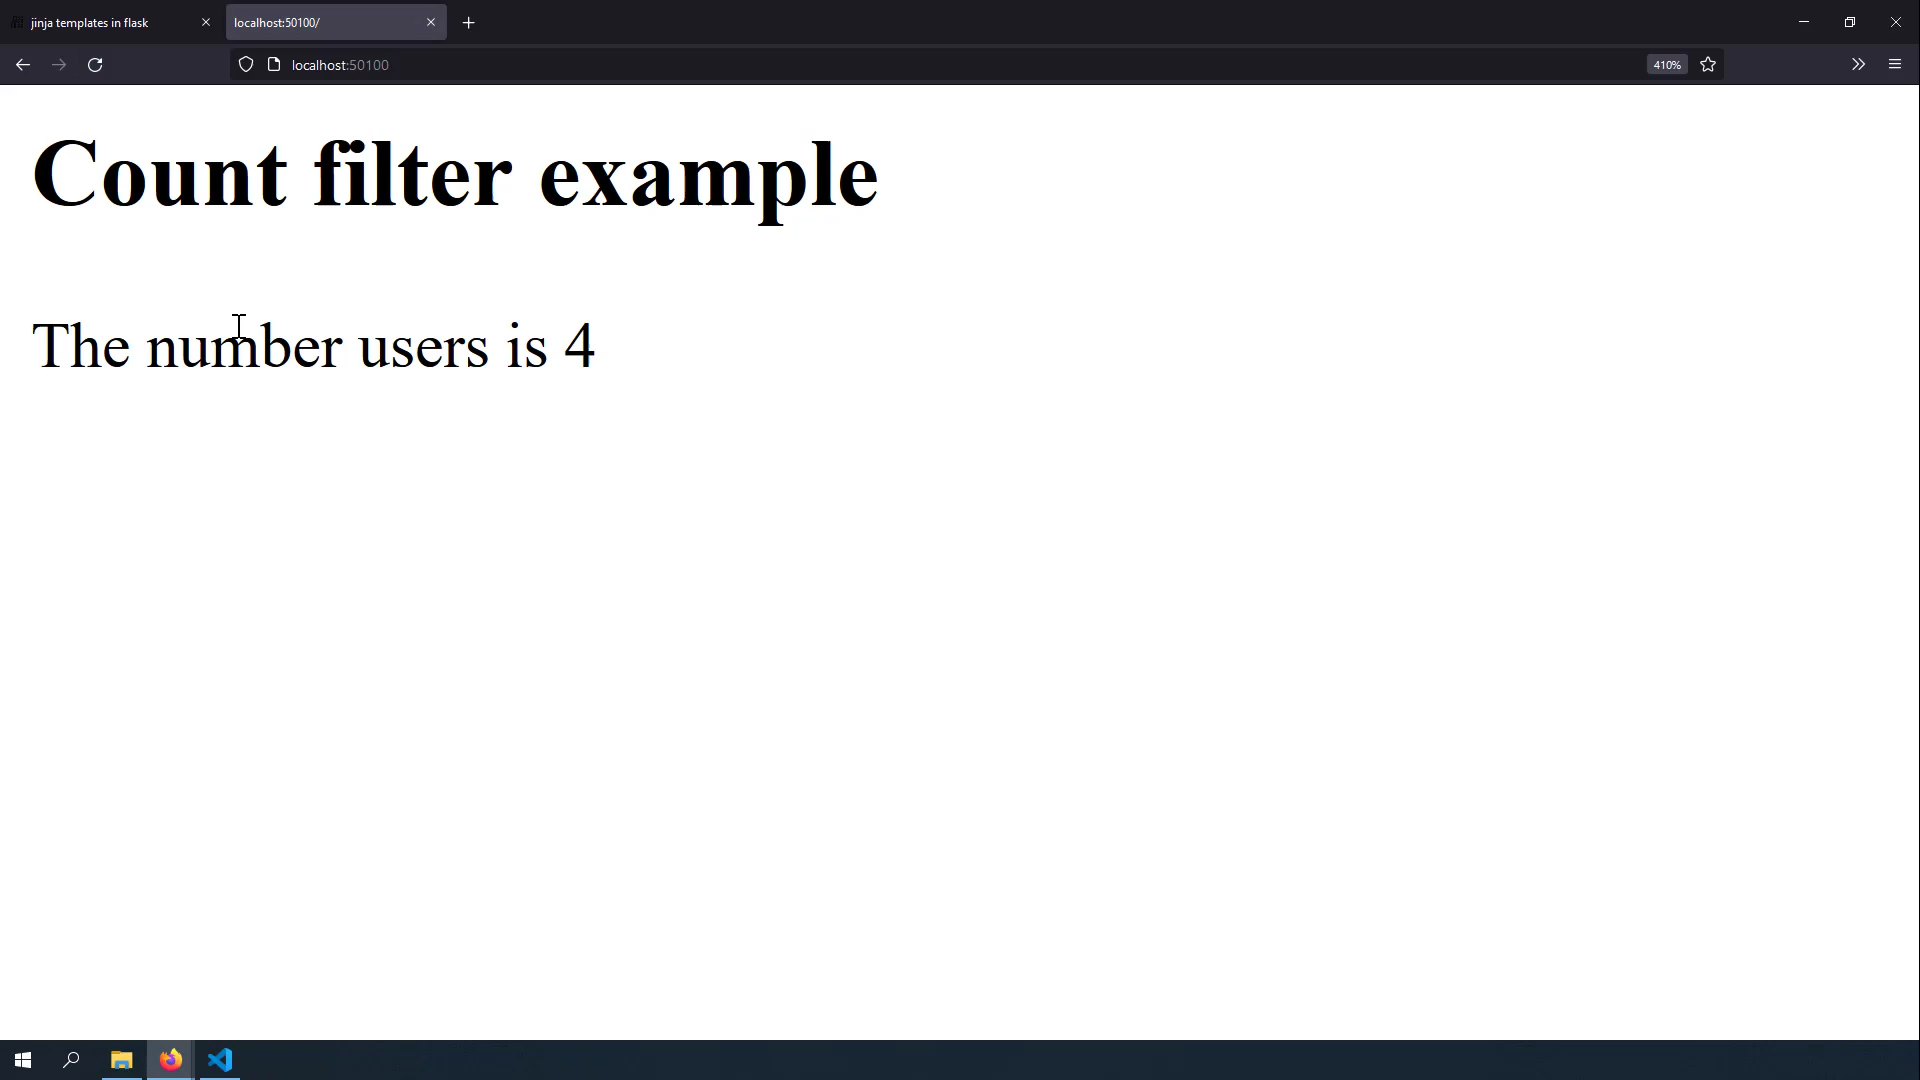 jinja templates in flask
localhost:50100/
localhost:50100
410%
Count filter example
The number users is 4